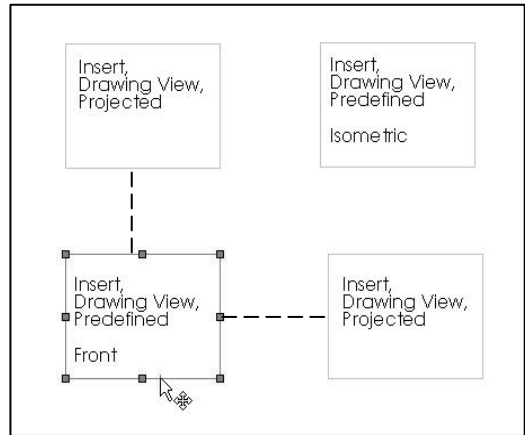 Insert,
Drawing View,
Projected
Insert,
Drawing View,
Predefined
Isometric
Insert,
Drawing View,
Predefined
Front
Insert,
Drawing View,
Projected